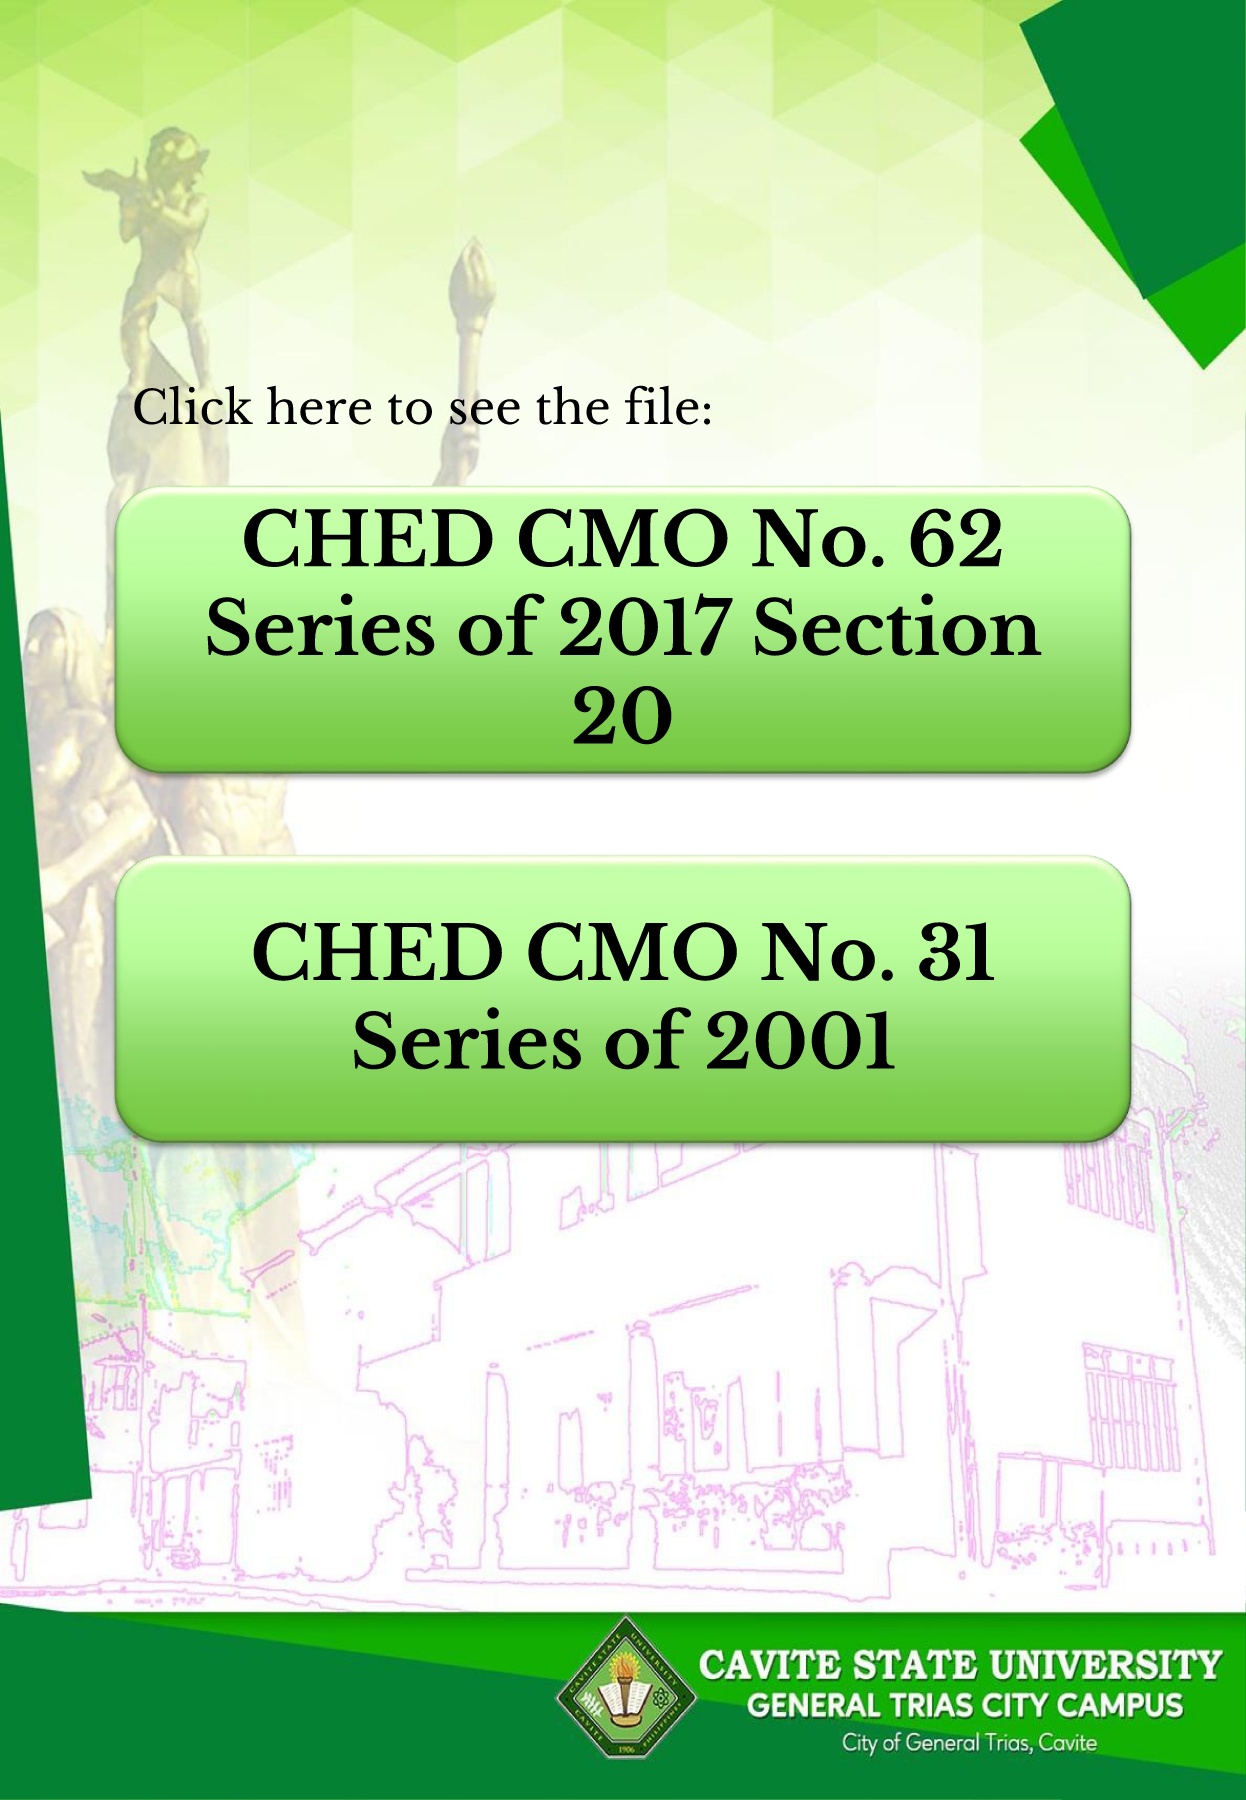 Click here to see the file:
CHED CMO No. 62
Series of 2017 Section
20
CHED CMO No. 31
Series of 2001
CAVITE STATE UNIVERSITY
CAVITE
PHILIPPINES
1906
CAVITE STATE UNIVERSITY
GENERAL TRIAS CITY CAMPUS
City of General Trias, Cavite